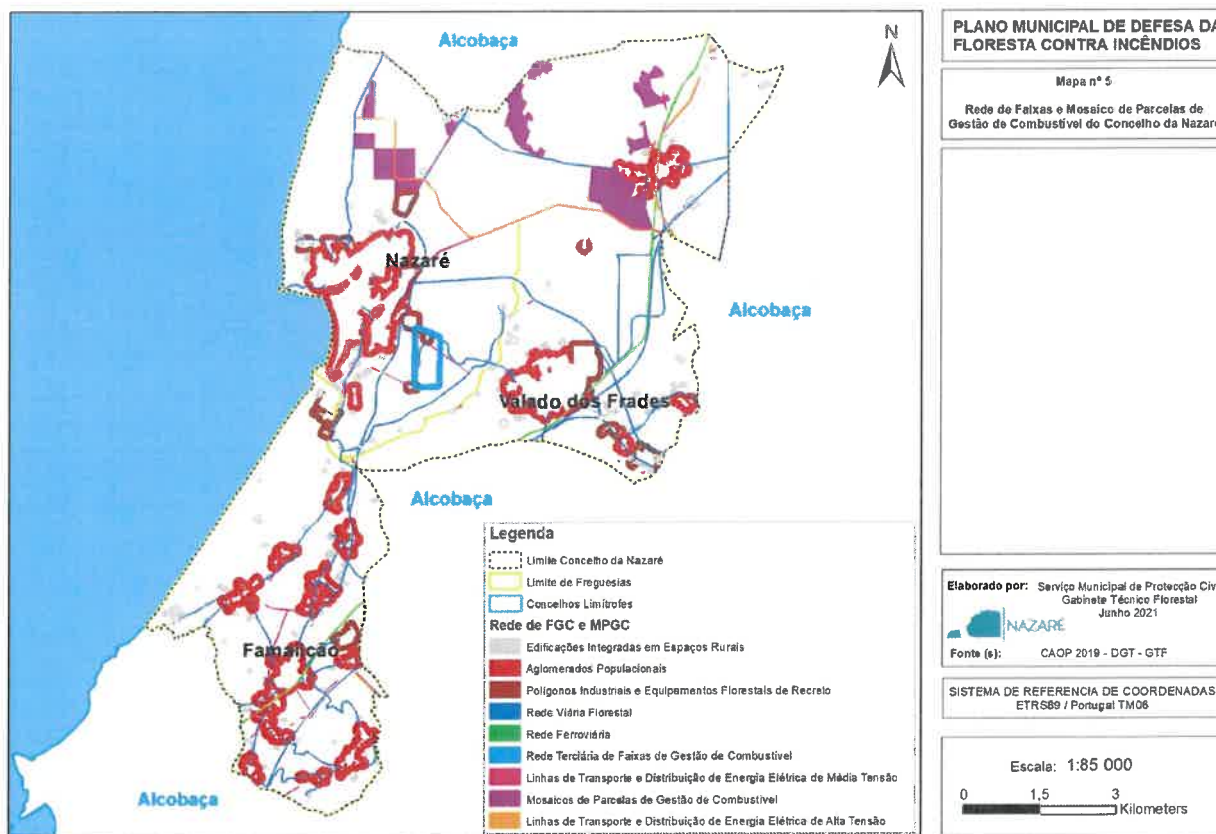 Alcobaça
N
Nazaré
Alcobaça
Valado dos Frades
Alcobaça
Famalicão
Alcobaça
Legenda
Limite Concelho da Nazaré
Limite de Freguesias
Concelhos Limítrofes
Rede de FGC e MPGC
Edificações Integradas em Espaços Rurais
Aglomerados Populacionais
Polígonos Industriais e Equipamentos Florestais de Recreio
Rede Viária Florestal
Rede Ferroviária
Rede Terciária de Faixas de Gestão de Combustível
Linhas de Transporte e Distribuição de Energia Elétrica de Média Tensão
Mosaicos de Parcelas de Gestão de Combustível
Linhas de Transporte e Distribuição de Energia Elétrica de Alta Tensão
PLANO MUNICIPAL DE DEFESA DA
FLORESTA CONTRA INCÊNDIOS
Mapa nº 5
Rede de Faixas e Mosaico de Parcelas de
Gestão de Combustível do Concelho da Nazaré
Elaborado por: Serviço Municipal de Protecção Civ
Gabinete Técnico Florestal
Junho 2021
NAZARÉ
Fonte (s): CAOP 2019 - DGT - GTF
SISTEMA DE REFERENCIA DE COORDENADAS
ETRS89 / Portugal TM06
Escala: 1:85 000
0 1,5 3
Kilometers